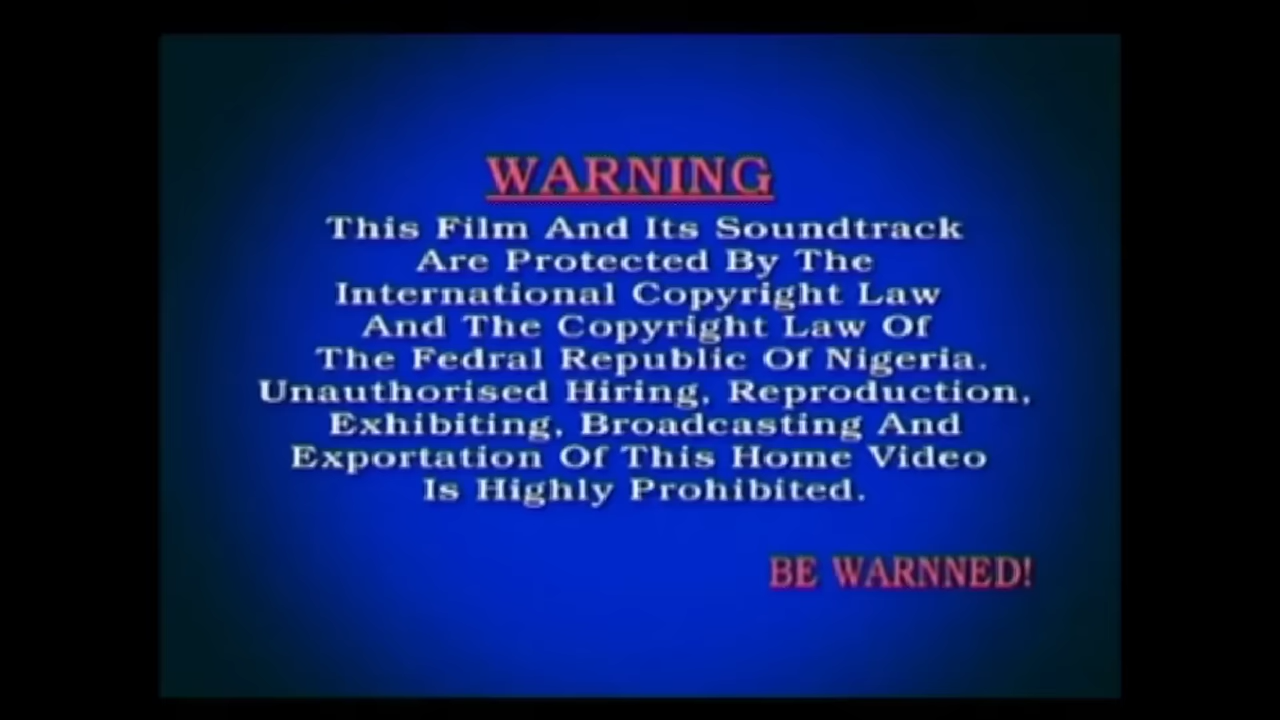 WARNING
This Film And Its Soundtrack
Are Protected By The
International Copyright Law
And The Copyright Law Of
The Fedral Republic Of Nigeria.
Unauthorised Hiring, Reproduction,
Exhibiting, Broadcasting And
Exportation Of This Home Video
Is Highly Prohibited.
BE WARNNED!